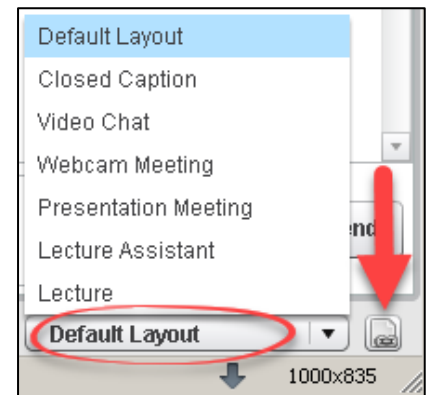 Default Layout
Closed Caption
Video Chat
Webcam Meeting
Presentation Meeting
Lecture Assistant
Lecture
Default Layout
1000x835